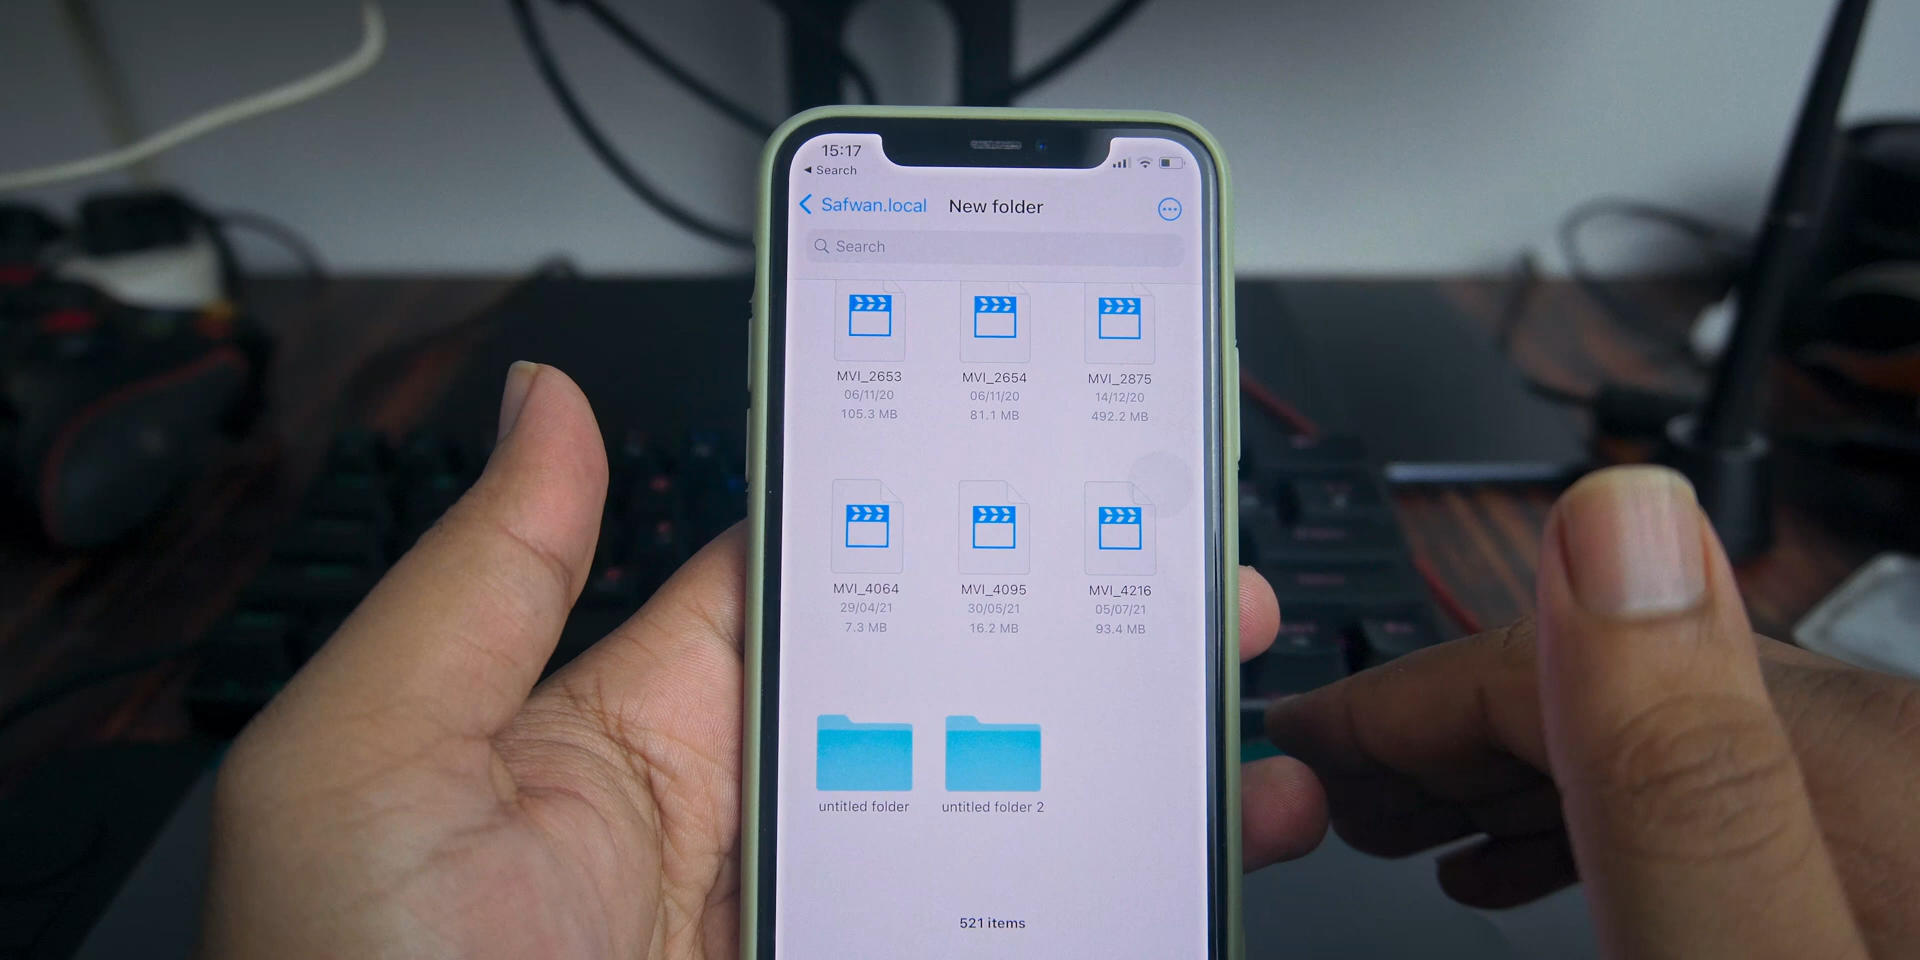 15:17
◂ Search
Safwan.local New folder
Search
MVI_2653 MVI_2654 MVI_2875
06/11/20 06/11/20 14/12/20
105.3 MB 81.1 MB 492.2 MB
MVI_4064 MVI_4095 MVI_4216
29/04/21 30/05/21 05/07/21
7.3 MB 16.2 MB 93.4 MB
untitled folder untitled folder 2
521 items